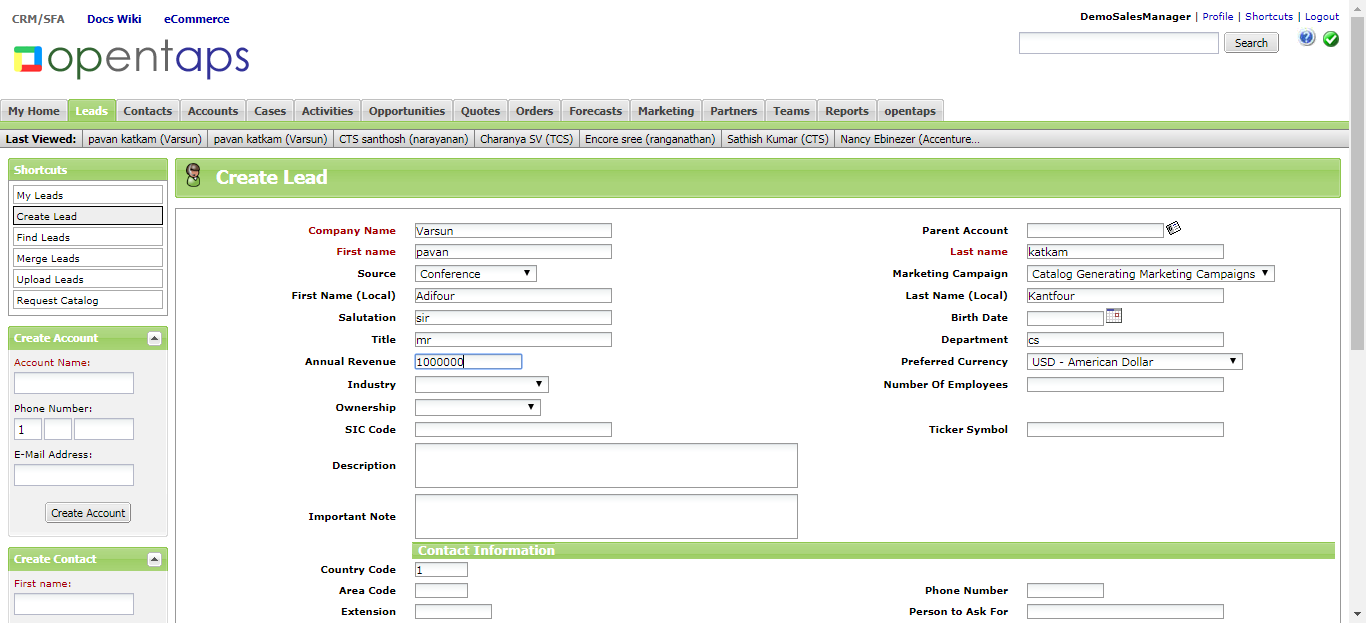 CRM/SFA Docs Wiki eCommerce
DemoSalesManager | Profile | Shortcuts | Logout
opentaps
Search
My Home Leads Contacts Accounts Cases Activities Opportunities Quotes Orders Forecasts Marketing Partners Teams Reports opentaps
Last Viewed: pavan katkam (Varsun) pavan katkam (Varsun) CTS santhosh (narayanan) Charanya SV (TCS) Encore sree (ranganathan) Sathish Kumar (CTS) Nancy Ebinezer (Accenture...
Shortcuts
My Leads
Create Lead
Find Leads
Merge Leads
Upload Leads
Request Catalog
Create Account
Account Name:
Phone Number:
1
E-Mail Address:
Create Account
Create Contact
First name:
Create Lead
Company Name Varsun Parent Account
First name pavan Last name katkam
Source Conference Marketing Campaign Catalog Generating Marketing Campaigns
First Name (Local) Adifour Last Name (Local) Kantfour
Salutation sir Birth Date
Title mr Department cs
Annual Revenue 1000000 Preferred Currency USD - American Dollar
Industry Number Of Employees
Ownership
SIC Code Ticker Symbol
Description
Important Note
Contact Information
Country Code 1
Area Code Phone Number
Extension Person to Ask For